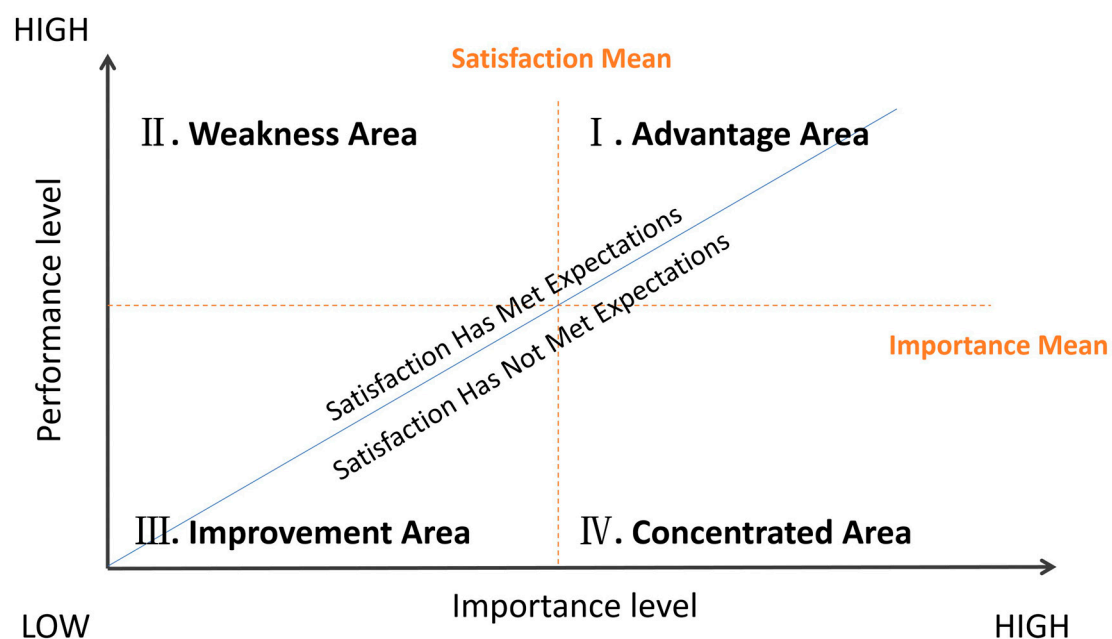 HIGH
Satisfaction Mean
Ⅱ. Weakness Area
Ⅰ. Advantage Area
Performance level
Satisfaction Has Met Expectations
Satisfaction Has Not Met Expectations
Importance Mean
Ⅲ. Improvement Area
Ⅳ. Concentrated Area
Importance level
LOW
HIGH